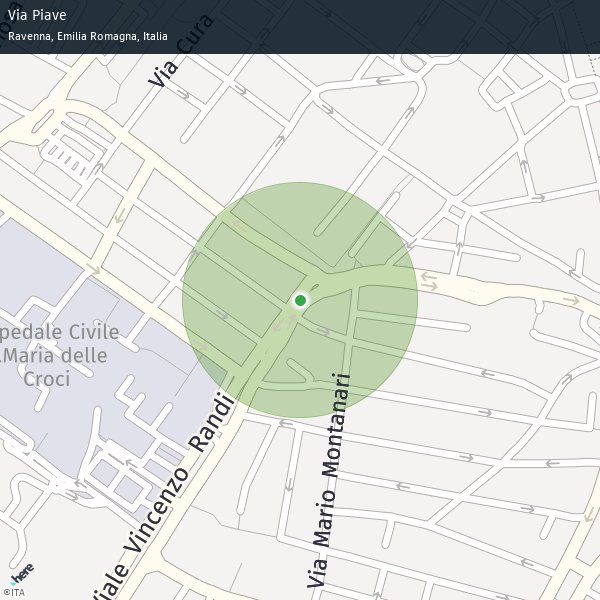 Via Piave
Ravenna, Emilia Romagna, Italia
Via Cura
pedale Civile
.Maria delle
Croci
Viale Vincenzo Randi
Via Mario Montanari
here
©ITA